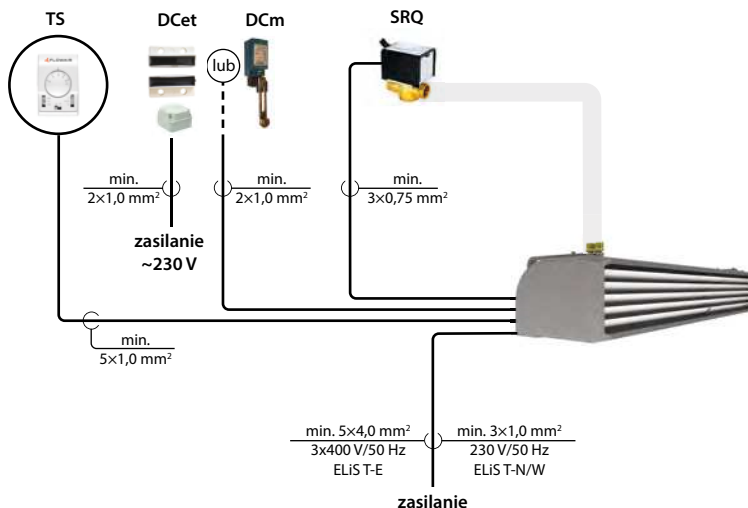 TS
DCet
DCm
SRQ
FLOWAIR
lub
min.
2×1,0 mm²
min.
2×1,0 mm²
min.
3×0,75 mm²
zasilanie
~230 V
min.
5×1,0 mm²
min. 5×4,0 mm²
3x400 V/50 Hz
ELiS T-E
min. 3×1,0 mm²
230 V/50 Hz
ELiS T-N/W
zasilanie